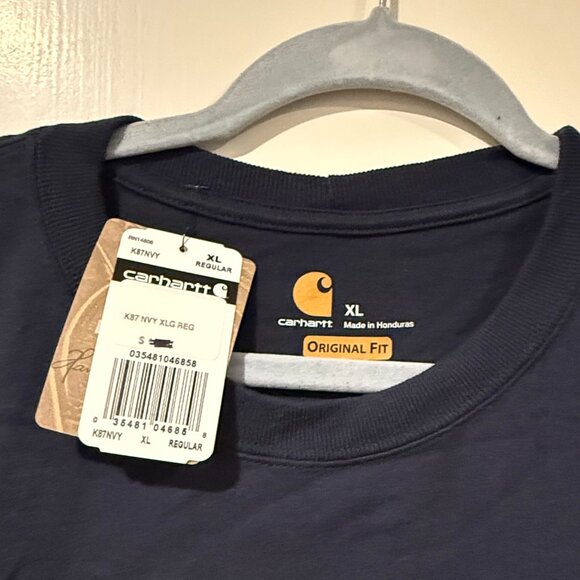 RN14806
K87NVY XL
REGULAR
carhartt
K87 NVY XLG REG
S
035481046858
0 35481 04685 8
K87NVY XL REGULAR
XL
carhartt Made in Honduras
ORIGINAL FIT